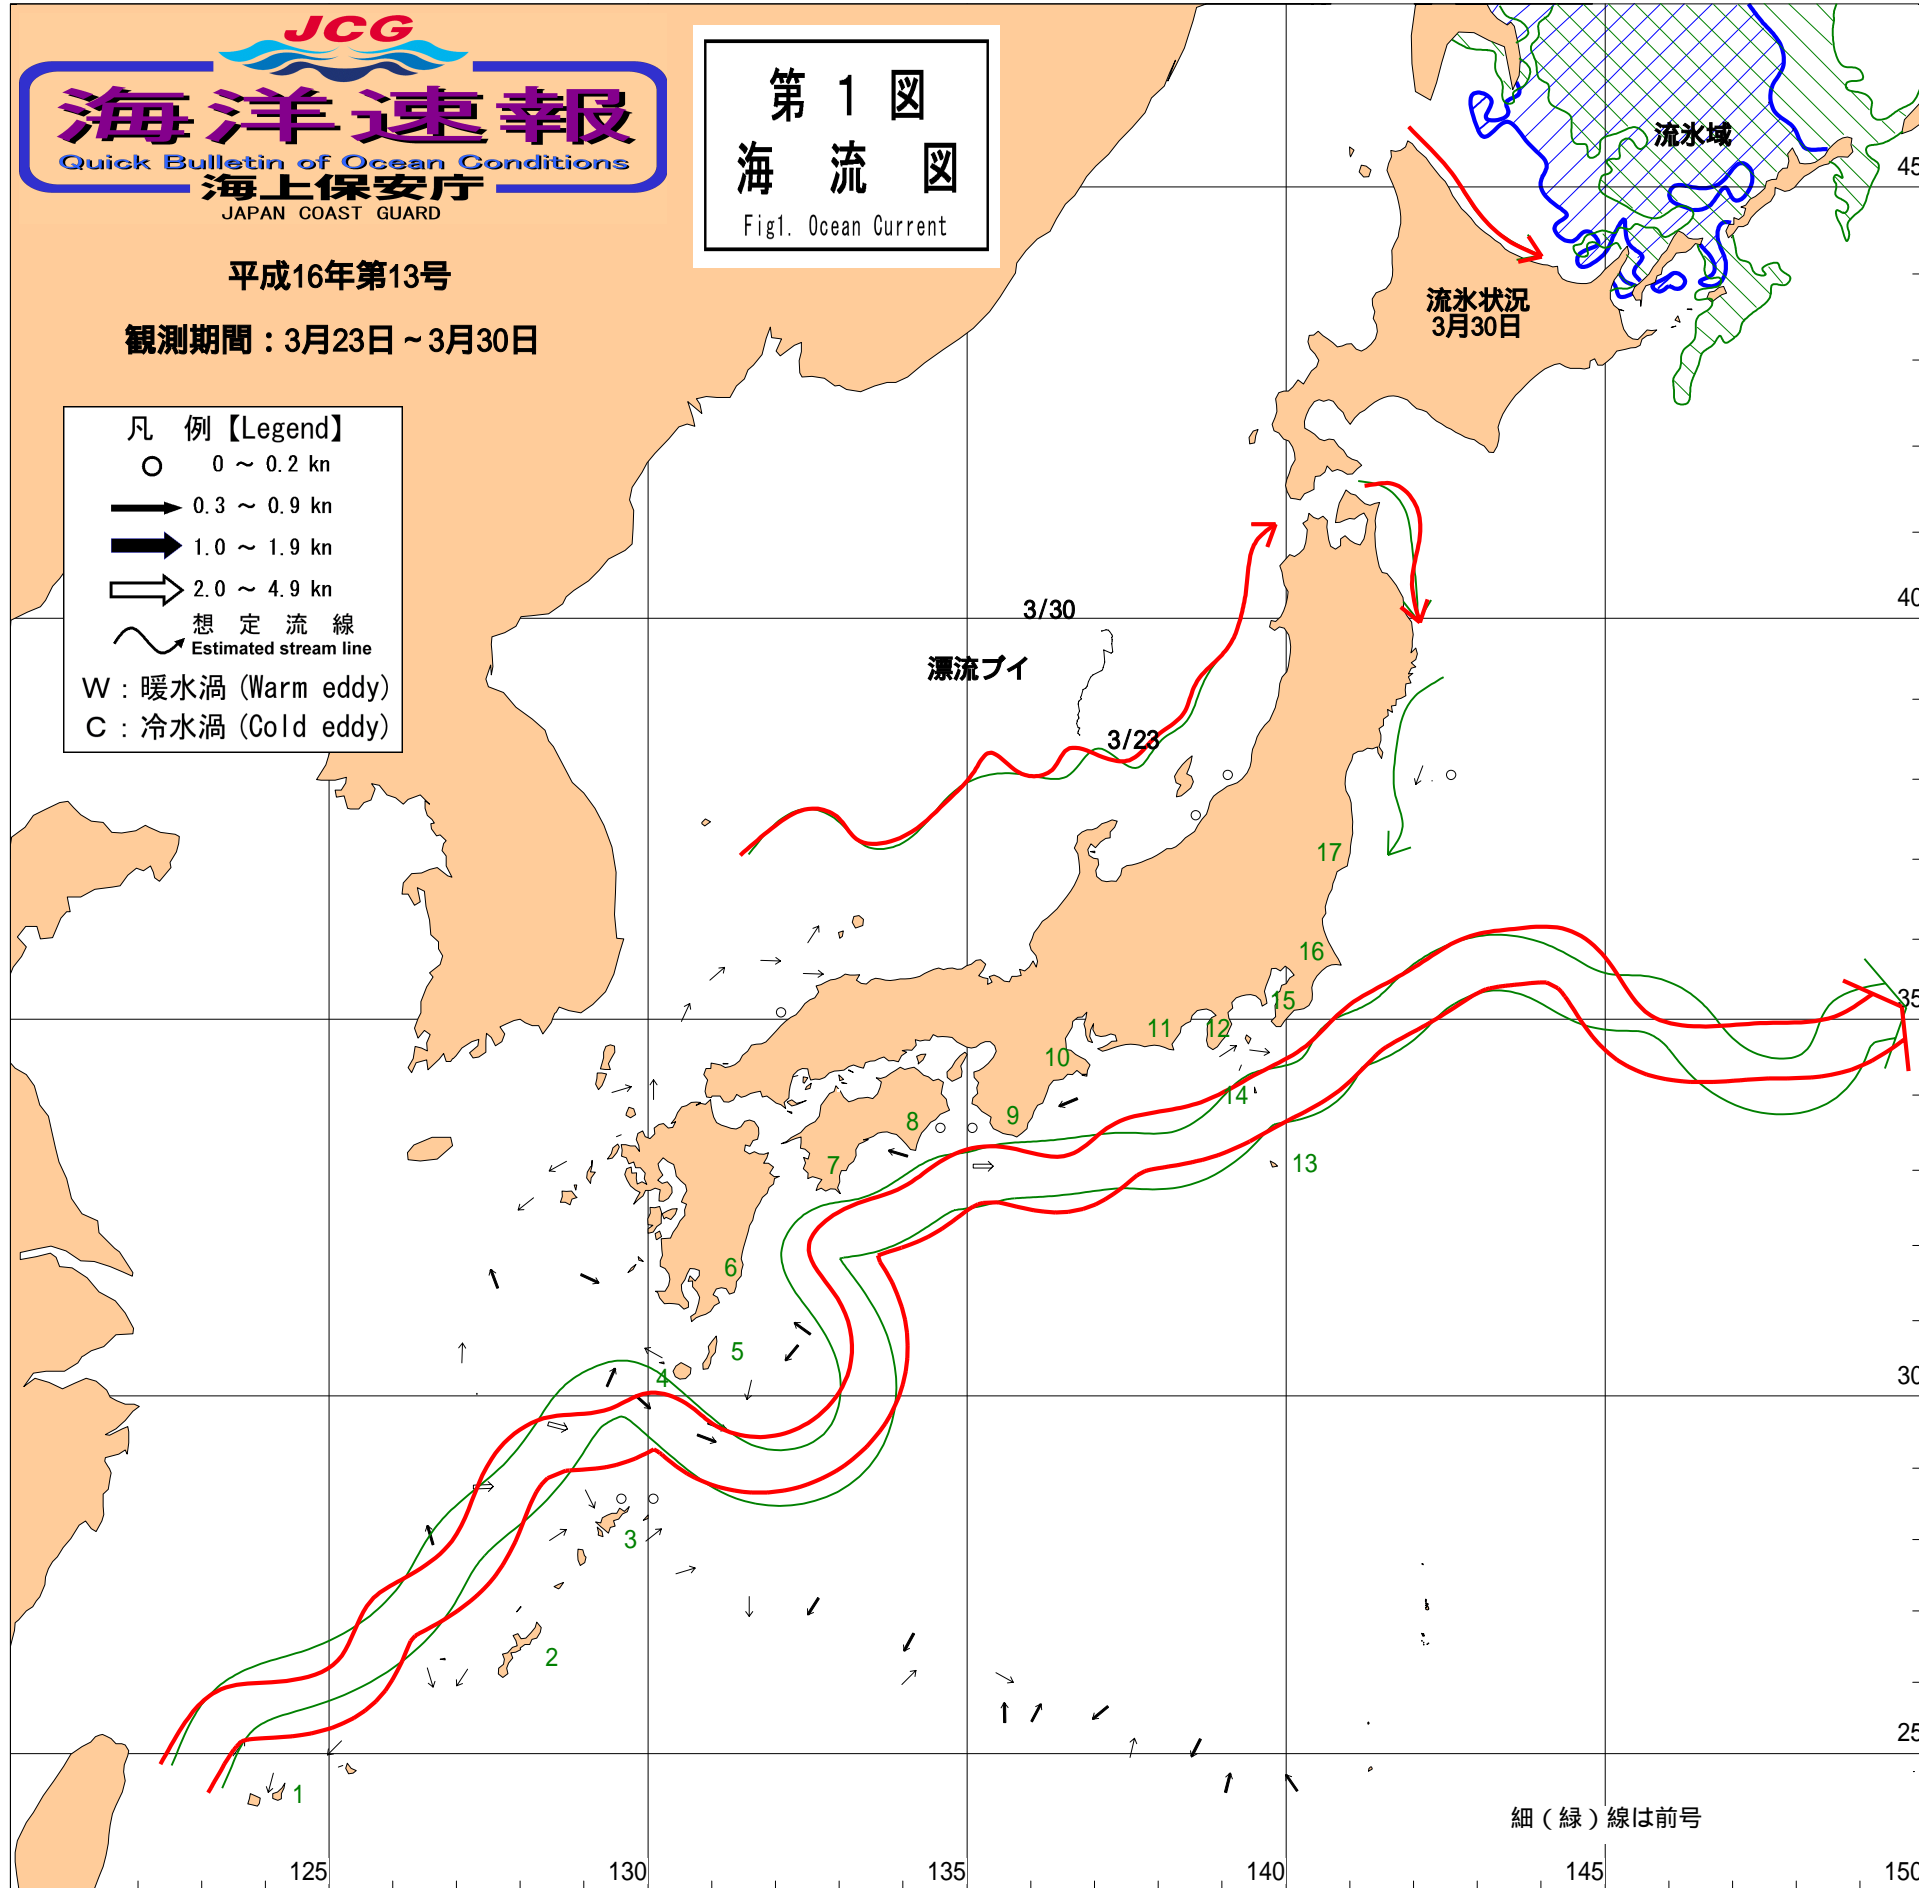 JCG
海洋速報
Quick Bulletin of Ocean Conditions
海上保安庁
JAPAN COAST GUARD
平成16年第13号
観測期間：3月23日～3月30日
第 1 図
海 流 図
Fig1. Ocean Current
凡 例【Legend】
0 ～ 0.2 kn
0.3 ～ 0.9 kn
1.0 ～ 1.9 kn
2.0 ～ 4.9 kn
想 定 流 線
Estimated stream line
W：暖水渦(Warm eddy)
C：冷水渦(Cold eddy)
流氷域
45
流氷状況
3月30日
40
3/30
漂流ブイ
3/23
17
16
35
15
12
11
10
14
9
8
13
7
6
5
4
30
3
2
25
1
細（緑）線は前号
125
130
135
140
145
150